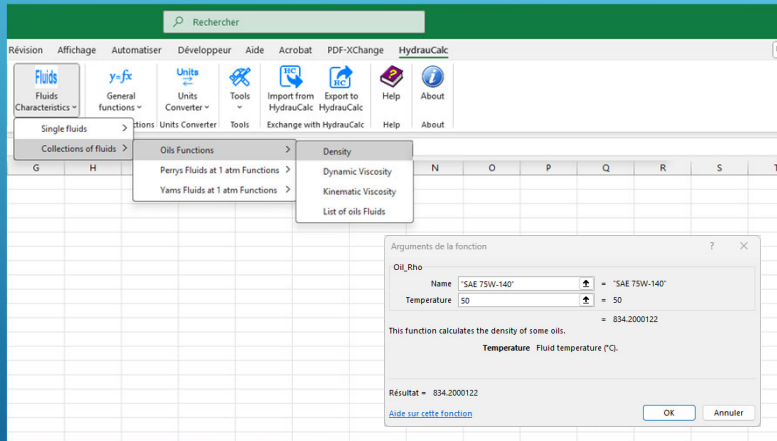 Rechercher
Révision Affichage Automatiser Développeur Aide Acrobat PDF-XChange HydrauCalc
Fluids y=fx Units HC HC
Fluids Characteristics General functions Units Converter Tools Import from HydrauCalc Export to HydrauCalc Help About
ctions Units Converter Tools Exchange with HydrauCalc Help About
Single fluids
Collections of fluids
Oils Functions
Perrys Fluids at 1 atm Functions
Yams Fluids at 1 atm Functions
Density
Dynamic Viscosity
Kinematic Viscosity
List of oils Fluids
G H N O P Q R S
Arguments de la fonction ? ×
Oil_Rho
Name "SAE 75W-140" = "SAE 75W-140"
Temperature 50 = 50
= 834.2000122
This function calculates the density of some oils.
Temperature Fluid temperature (°C).
Résultat = 834.2000122
Aide sur cette fonction
OK Annuler